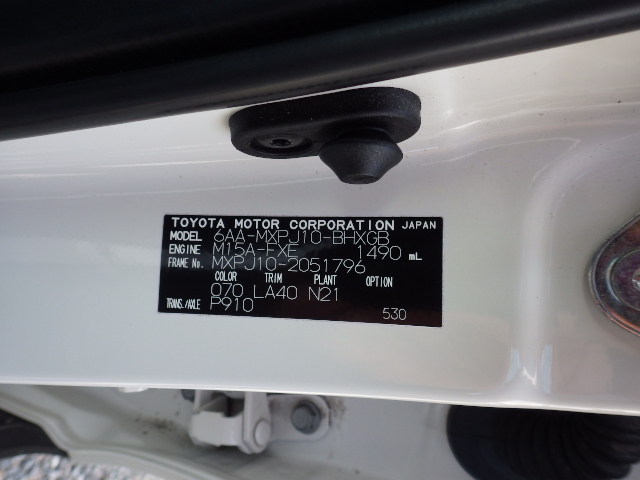 TOYOTA MOTOR CORPORATION JAPAN
MODEL 6AA-MXPJ10-BHXGB
ENGINE M15A-FXE 1490 mL
FRAME No. MXPJ10-2051796
COLOR TRIM PLANT OPTION
070 LA40 N21
TRANS./AXLE P910
530